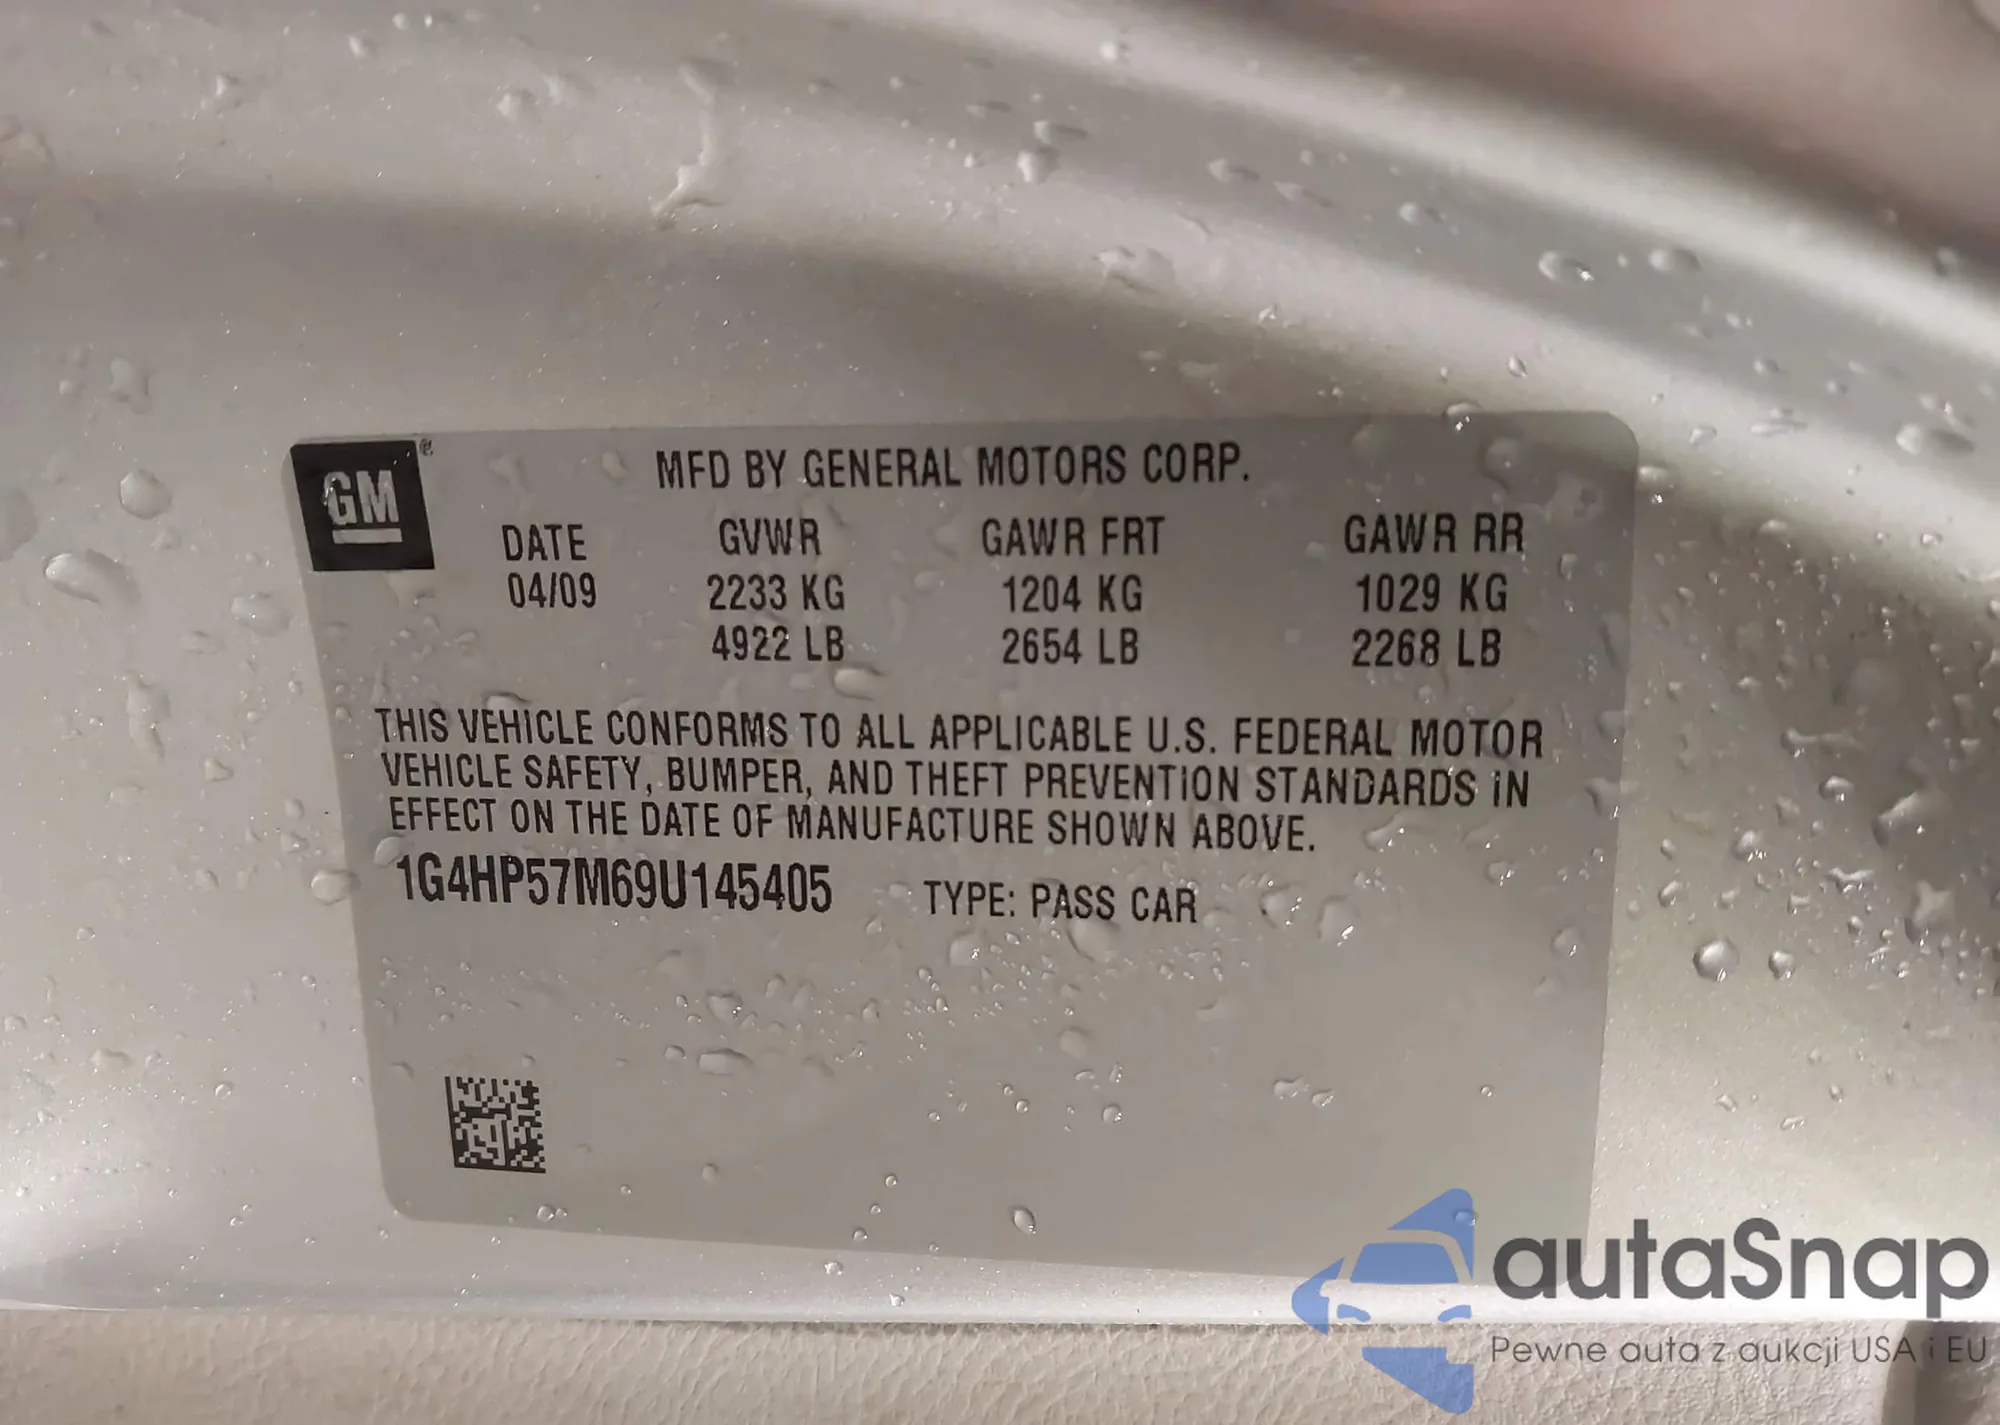 GM
MFD BY GENERAL MOTORS CORP.
DATE GVWR GAWR FRT GAWR RR
04/09 2233 KG 1204 KG 1029 KG
4922 LB 2654 LB 2268 LB
THIS VEHICLE CONFORMS TO ALL APPLICABLE U.S. FEDERAL MOTOR
VEHICLE SAFETY, BUMPER, AND THEFT PREVENTION STANDARDS IN
EFFECT ON THE DATE OF MANUFACTURE SHOWN ABOVE.
1G4HP57M69U145405 TYPE: PASS CAR
autaSnap
Pewne auta z aukcji USA i EU